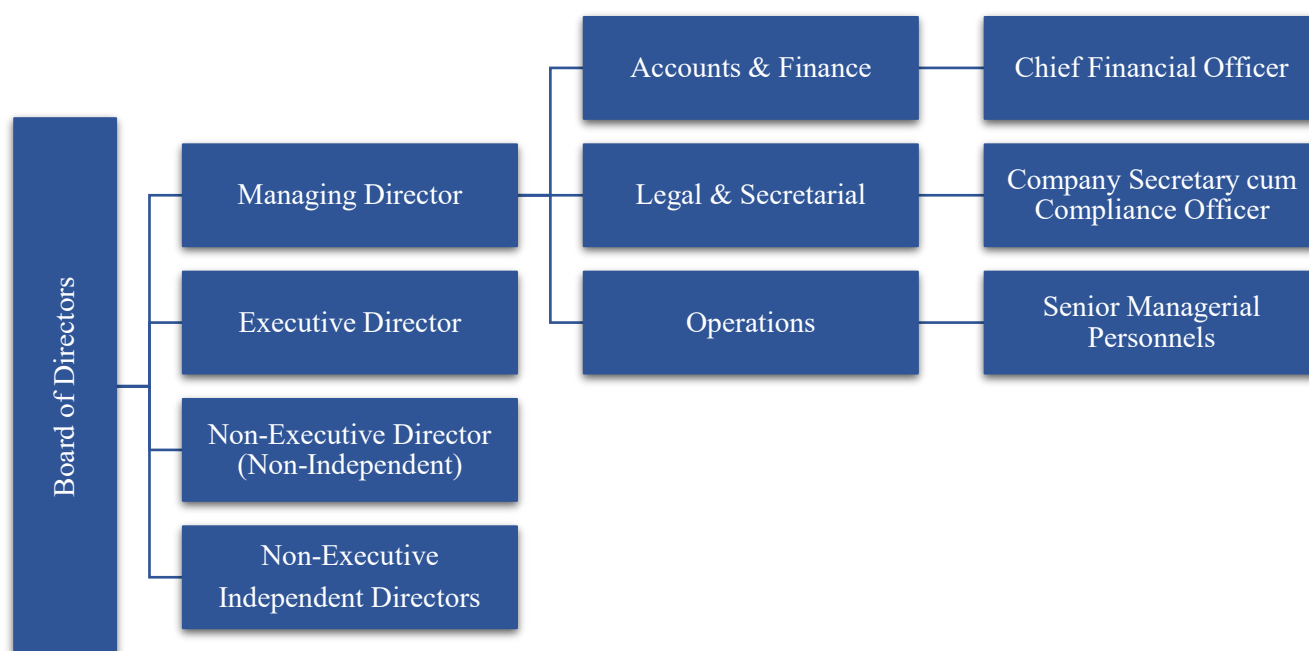 Board of Directors
Managing Director
Executive Director
Non-Executive Director
(Non-Independent)
Non-Executive
Independent Directors
Accounts & Finance
Legal & Secretarial
Operations
Chief Financial Officer
Company Secretary cum
Compliance Officer
Senior Managerial
Personnels